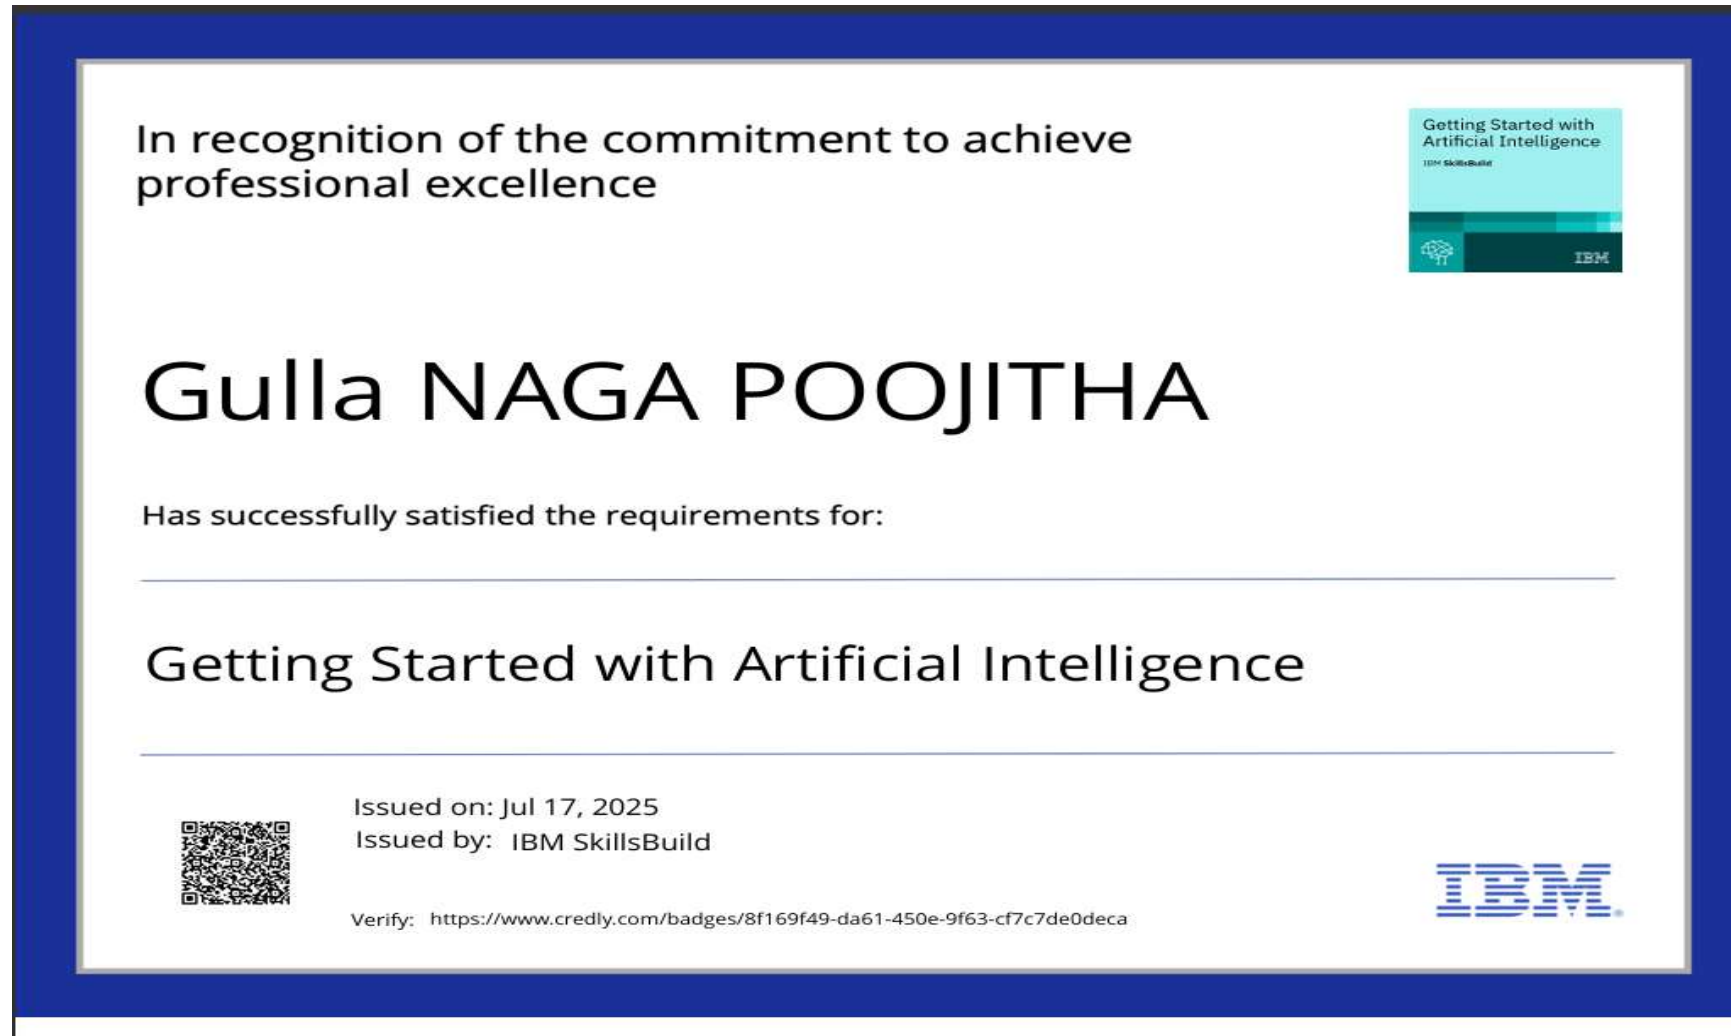 In recognition of the commitment to achieve
professional excellence
Getting Started with
Artificial Intelligence
IBM SkillsBuild
IBM
Gulla NAGA POOJITHA
Has successfully satisfied the requirements for:
Getting Started with Artificial Intelligence
Issued on: Jul 17, 2025
Issued by: IBM SkillsBuild
Verify: https://www.credly.com/badges/8f169f49-da61-450e-9f63-cf7c7de0deca
IBM®